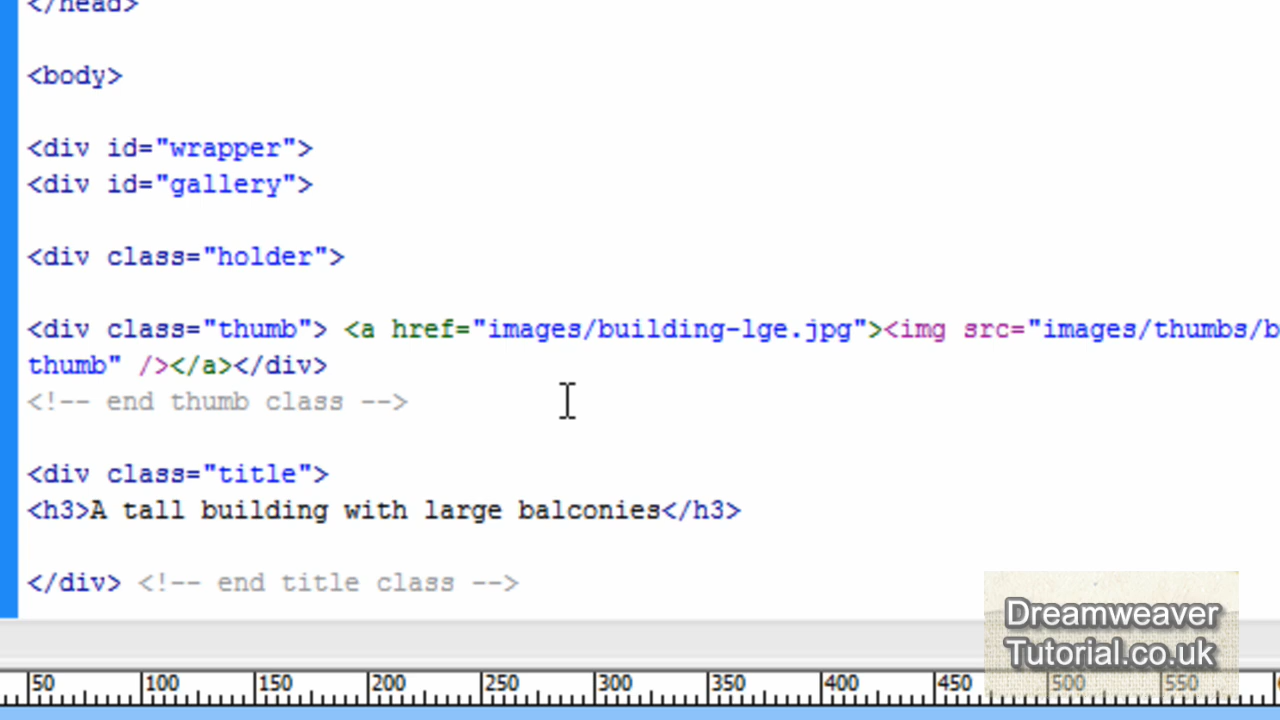 </head>
<body>
<div id="wrapper">
<div id="gallery">
<div class="holder">
<div class="thumb"> <a href="images/building-lge.jpg"><img src="images/thumbs/b
thumb" /></a></div>
<!-- end thumb class -->
<div class="title">
<h3>A tall building with large balconies</h3>
</div> <!-- end title class -->
Dreamweaver
Tutorial.co.uk
50 100 150 200 250 300 350 400 450 500 550